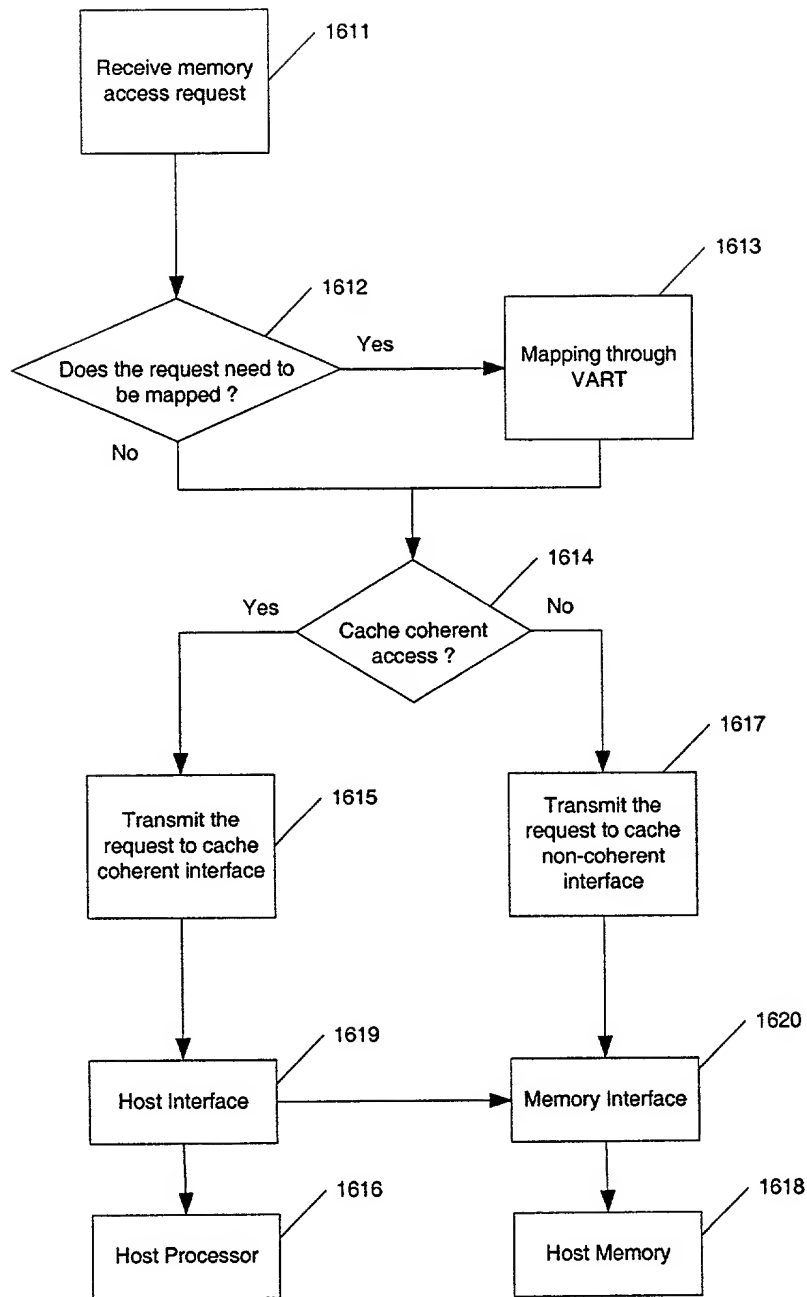 1611
Receive memory
access request
1612
1613
Yes
Does the request need to
be mapped ?
Mapping through
VART
No
1614
Yes
No
Cache coherent
access ?
1617
1615
Transmit the
request to cache
coherent interface
Transmit the
request to cache
non-coherent
interface
1619
1620
Host Interface
Memory Interface
1616
1618
Host Processor
Host Memory